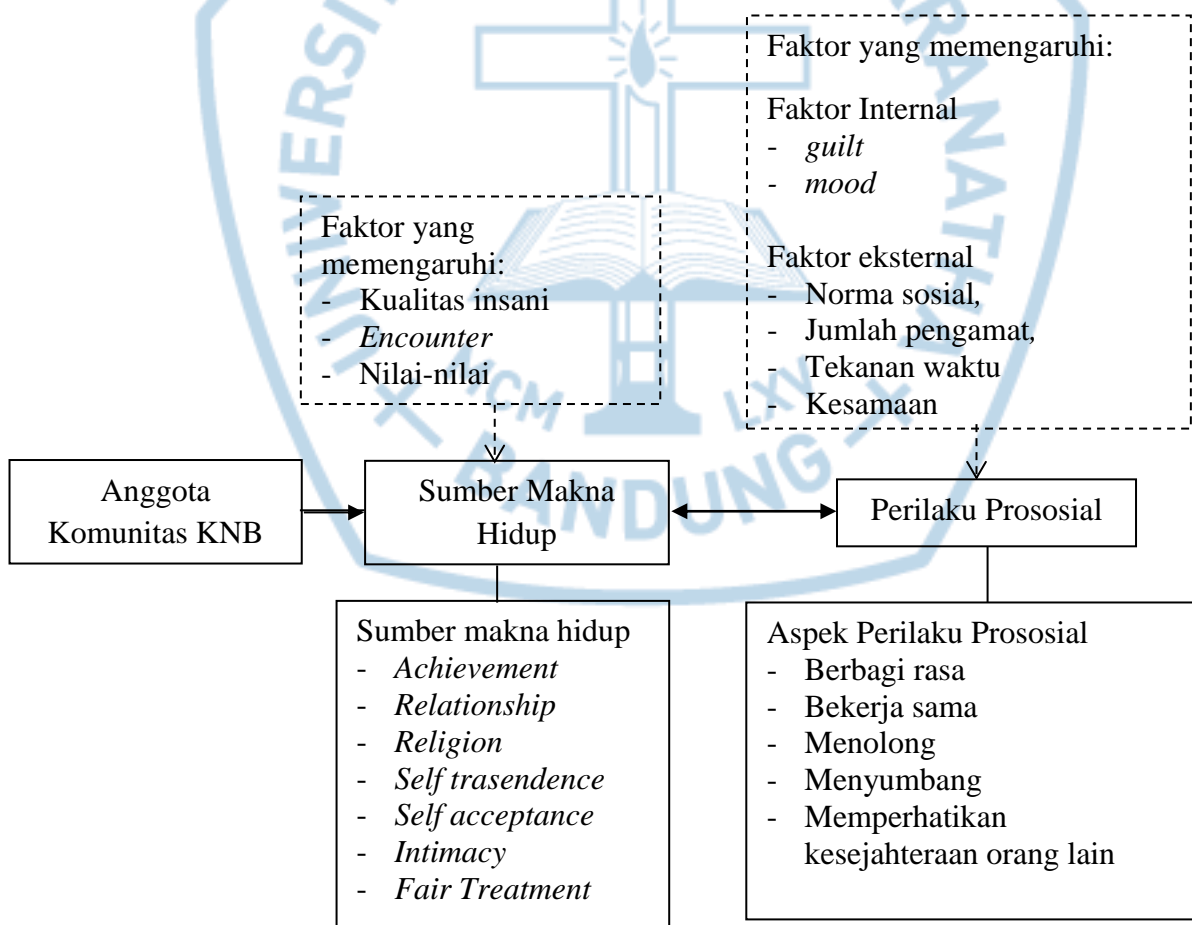 Faktor yang memengaruhi:
Faktor Internal
- guilt
- mood
Faktor eksternal
- Norma sosial,
- Jumlah pengamat,
- Tekanan waktu
- Kesamaan
Faktor yang
memengaruhi:
- Kualitas insani
- Encounter
- Nilai-nilai
Anggota
Komunitas KNB
Sumber Makna
Hidup
Perilaku Prososial
Sumber makna hidup
- Achievement
- Relationship
- Religion
- Self trasendence
- Self acceptance
- Intimacy
- Fair Treatment
Aspek Perilaku Prososial
- Berbagi rasa
- Bekerja sama
- Menolong
- Menyumbang
- Memperhatikan
kesejahteraan orang lain
MCM LXV
BANDUNG